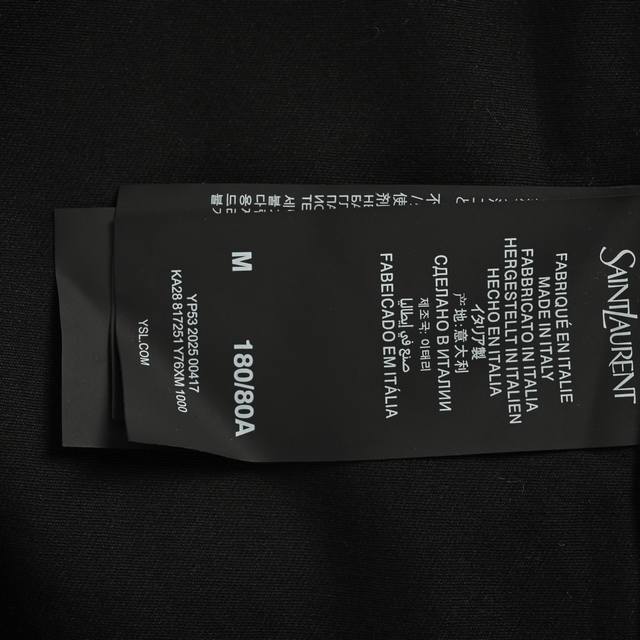 SAINT LAURENT
FABRIQUÉ EN ITALIE
MADE IN ITALY
FABBRICATO IN ITALIA
HERGESTELLT IN ITALIEN
HECHO EN ITALIA
イタリア製
产地: 意大利
СДЕЛАНО В ИТАЛИИ
제조국: 이태리
صنع في إيطاليا
FABEICADO EM ITÁLIA
M 180/80A
YP53 2025 00417
KA28 817251 YY6XM 1000
YSL.COM